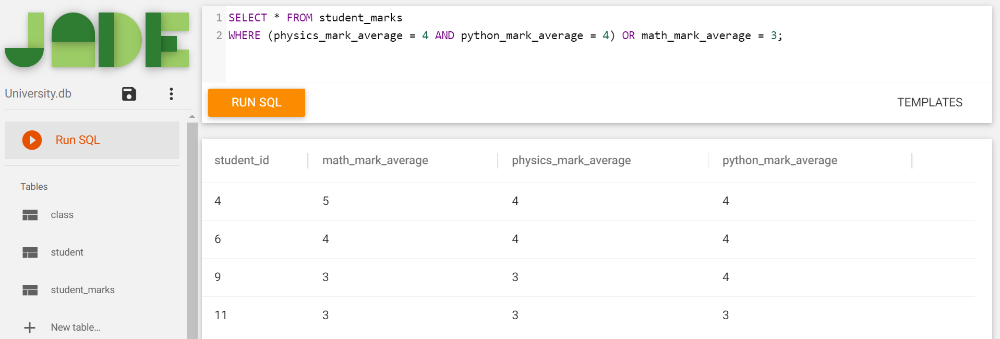 JADE
University.db
Run SQL
Tables
class
student
student_marks
New table...
1 SELECT * FROM student_marks
2 WHERE (physics_mark_average = 4 AND python_mark_average = 4) OR math_mark_average = 3;
RUN SQL TEMPLATES
student_id math_mark_average physics_mark_average python_mark_average
4 5 4 4
6 4 4 4
9 3 3 4
11 3 3 3